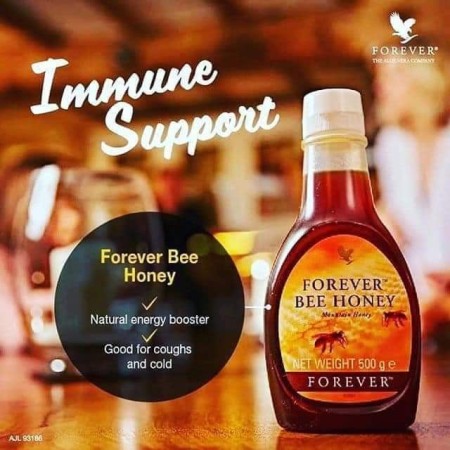 FOREVER®
THE ALOE VERA COMPANY
Immune
Support
Forever Bee
Honey
Natural energy booster
Good for coughs
and cold
FOREVER
BEE HONEY
Mountain Honey
NET WEIGHT 500 g e
FOREVER™
AJL 93186